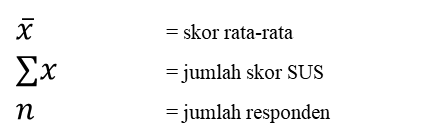 x̄ = skor rata-rata
∑x = jumlah skor SUS
n = jumlah responden